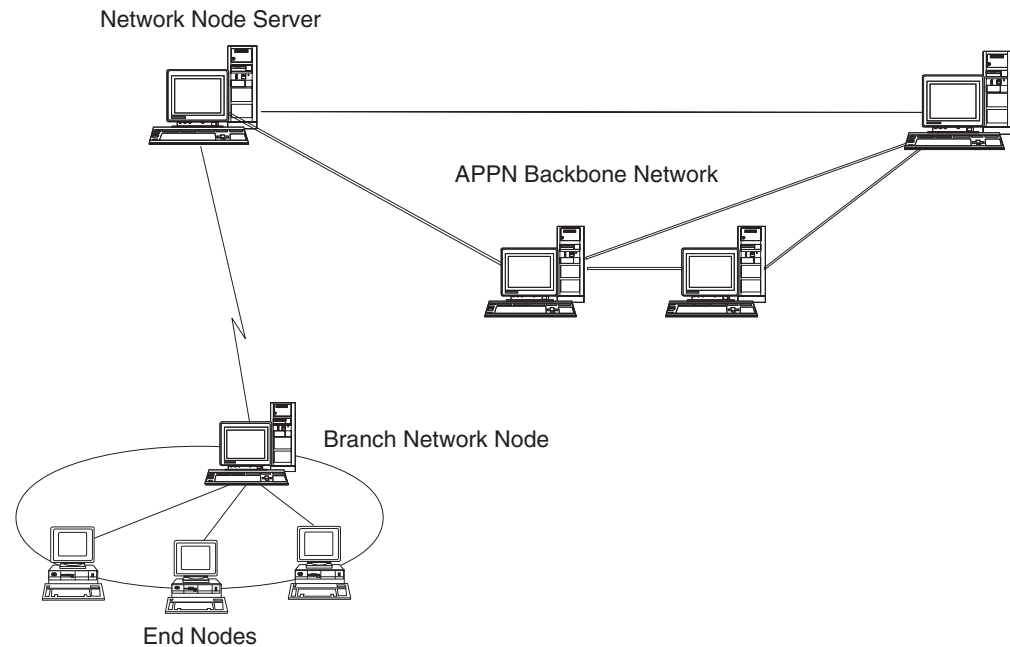 Network Node Server
APPN Backbone Network
Branch Network Node
End Nodes